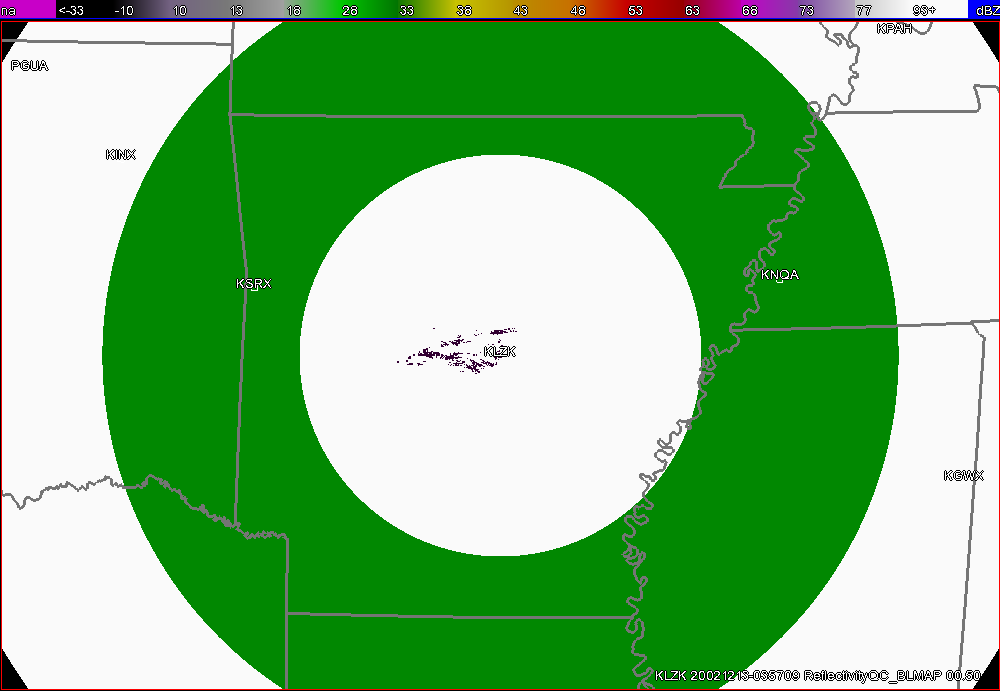 na <-33 -10 10 13 18 28 33 38 43 48 53 63 68 73 77 93+ dBZ
KPAH
PGUA
KINX
KSRX
KNQA
KLZK
KGWX
KLZK 20021213-035709 ReflectivityQC_BLMAP 00.50